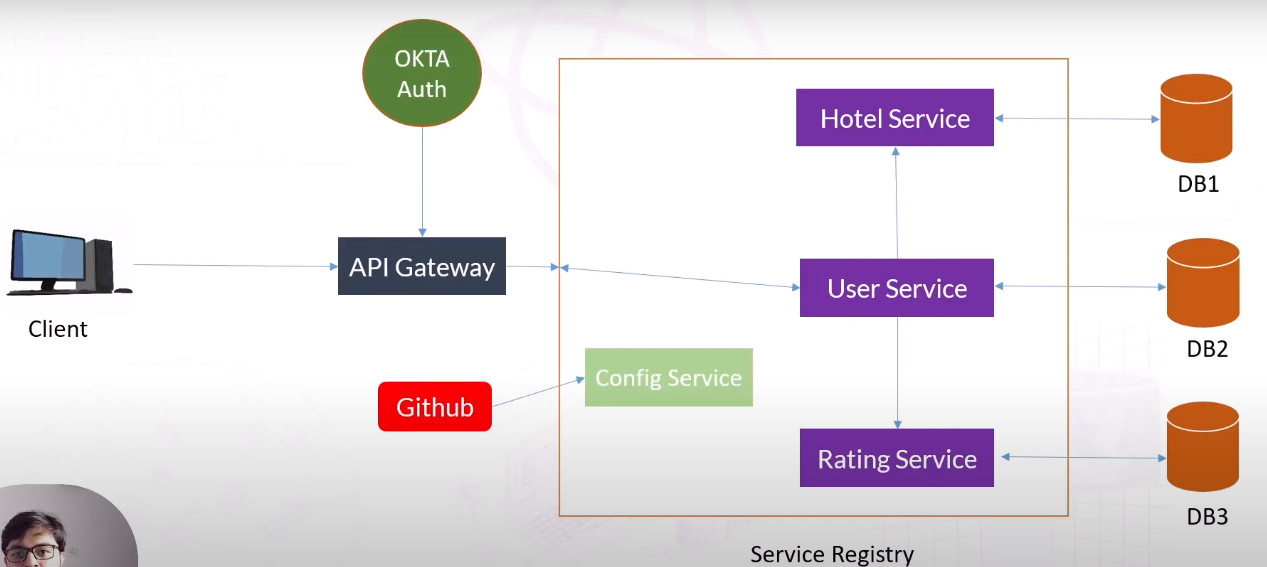 OKTA
Auth
Hotel Service
DB1
API Gateway
User Service
Client
DB2
Config Service
Github
Rating Service
DB3
Service Registry